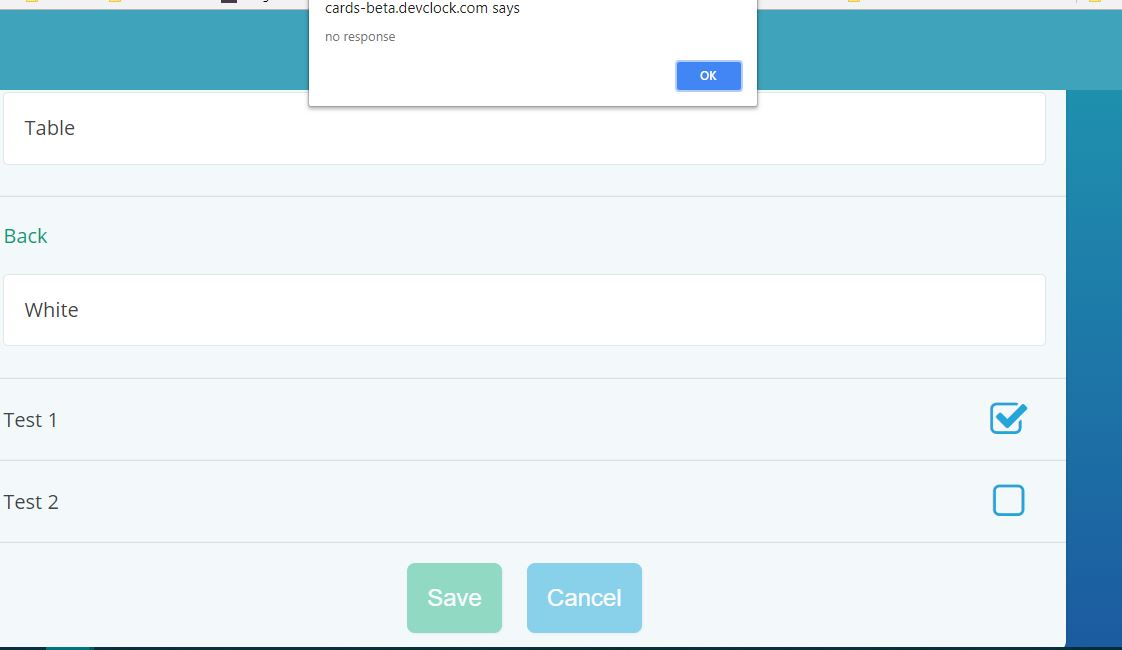 cards-beta.devclock.com says
no response
OK
Table
Back
White
Test 1
Test 2
Save
Cancel